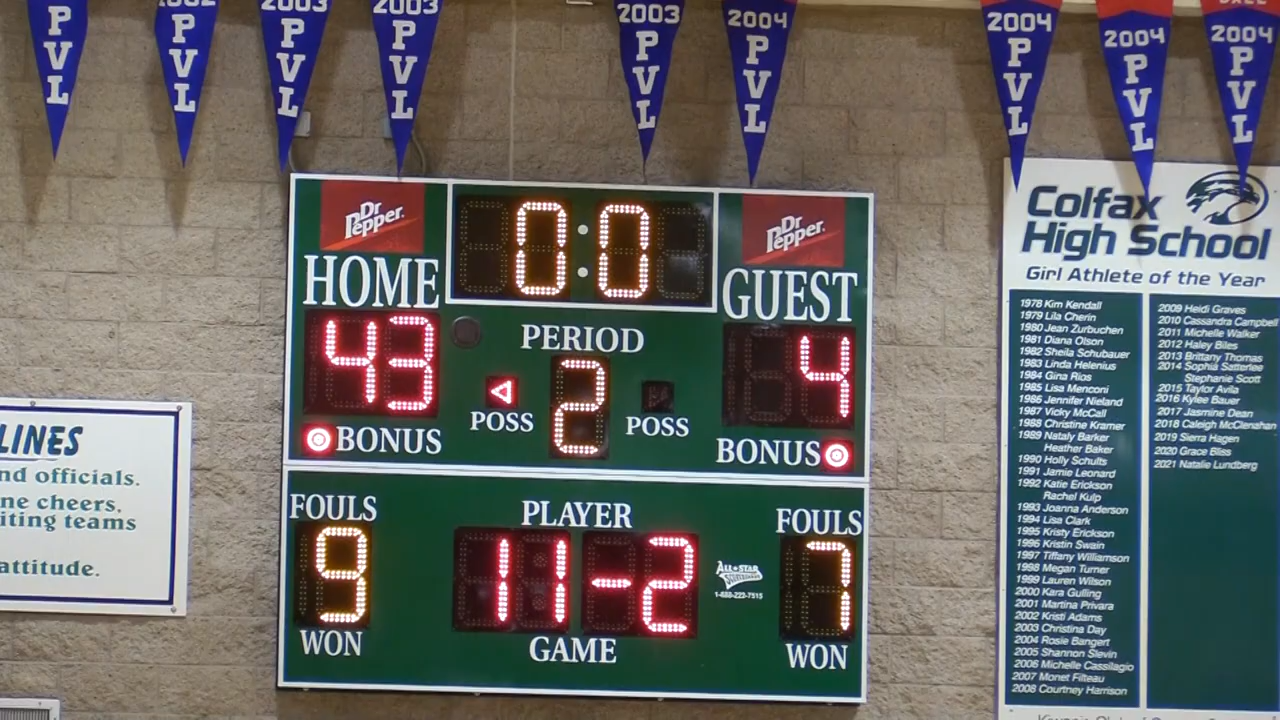 PVL
1982 PVL
2003 PVL
2003 PVL
2003 PVL
2004 PVL
2004 PVL
2004 PVL
2004 PVL
Dr Pepper.
0:0
Dr Pepper.
HOME
GUEST
43
PERIOD
4
2
POSS
POSS
BONUS
BONUS
FOULS
PLAYER
FOULS
9
11-2
ALL★STAR
SCOREBOARDS
1-888-222-7515
7
WON
GAME
WON
LINES
nd officials.
ne cheers,
iting teams
attitude.
Colfax
High School
Girl Athlete of the Year
1978 Kim Kendall
1979 Lila Cherin
1980 Jean Zurbuchen
1981 Diana Olson
1982 Sheila Schubauer
1983 Linda Helenius
1984 Gina Rios
1985 Lisa Menconi
1986 Jennifer Nieland
1987 Vicky McCall
1988 Christine Kramer
1989 Nataly Barker
Heather Baker
1990 Holly Schults
1991 Jamie Leonard
1992 Katie Erickson
Rachel Kulp
1993 Joanna Anderson
1994 Lisa Clark
1995 Kristy Erickson
1996 Kristin Swain
1997 Tiffany Williamson
1998 Megan Turner
1999 Lauren Wilson
2000 Kara Gulling
2001 Martina Privara
2002 Kristi Adams
2003 Christina Day
2004 Rosie Bangert
2005 Shannon Slevin
2006 Michelle Cassilagio
2007 Monet Filteau
2008 Courtney Harrison
2009 Heidi Graves
2010 Cassandra Campbell
2011 Michelle Walker
2012 Haley Biles
2013 Brittany Thomas
2014 Sophia Satterlee
Stephanie Scott
2015 Taylor Avila
2016 Kylee Bauer
2017 Jasmine Dean
2018 Caleigh McClenahan
2019 Sierra Hagen
2020 Grace Bliss
2021 Natalie Lundberg